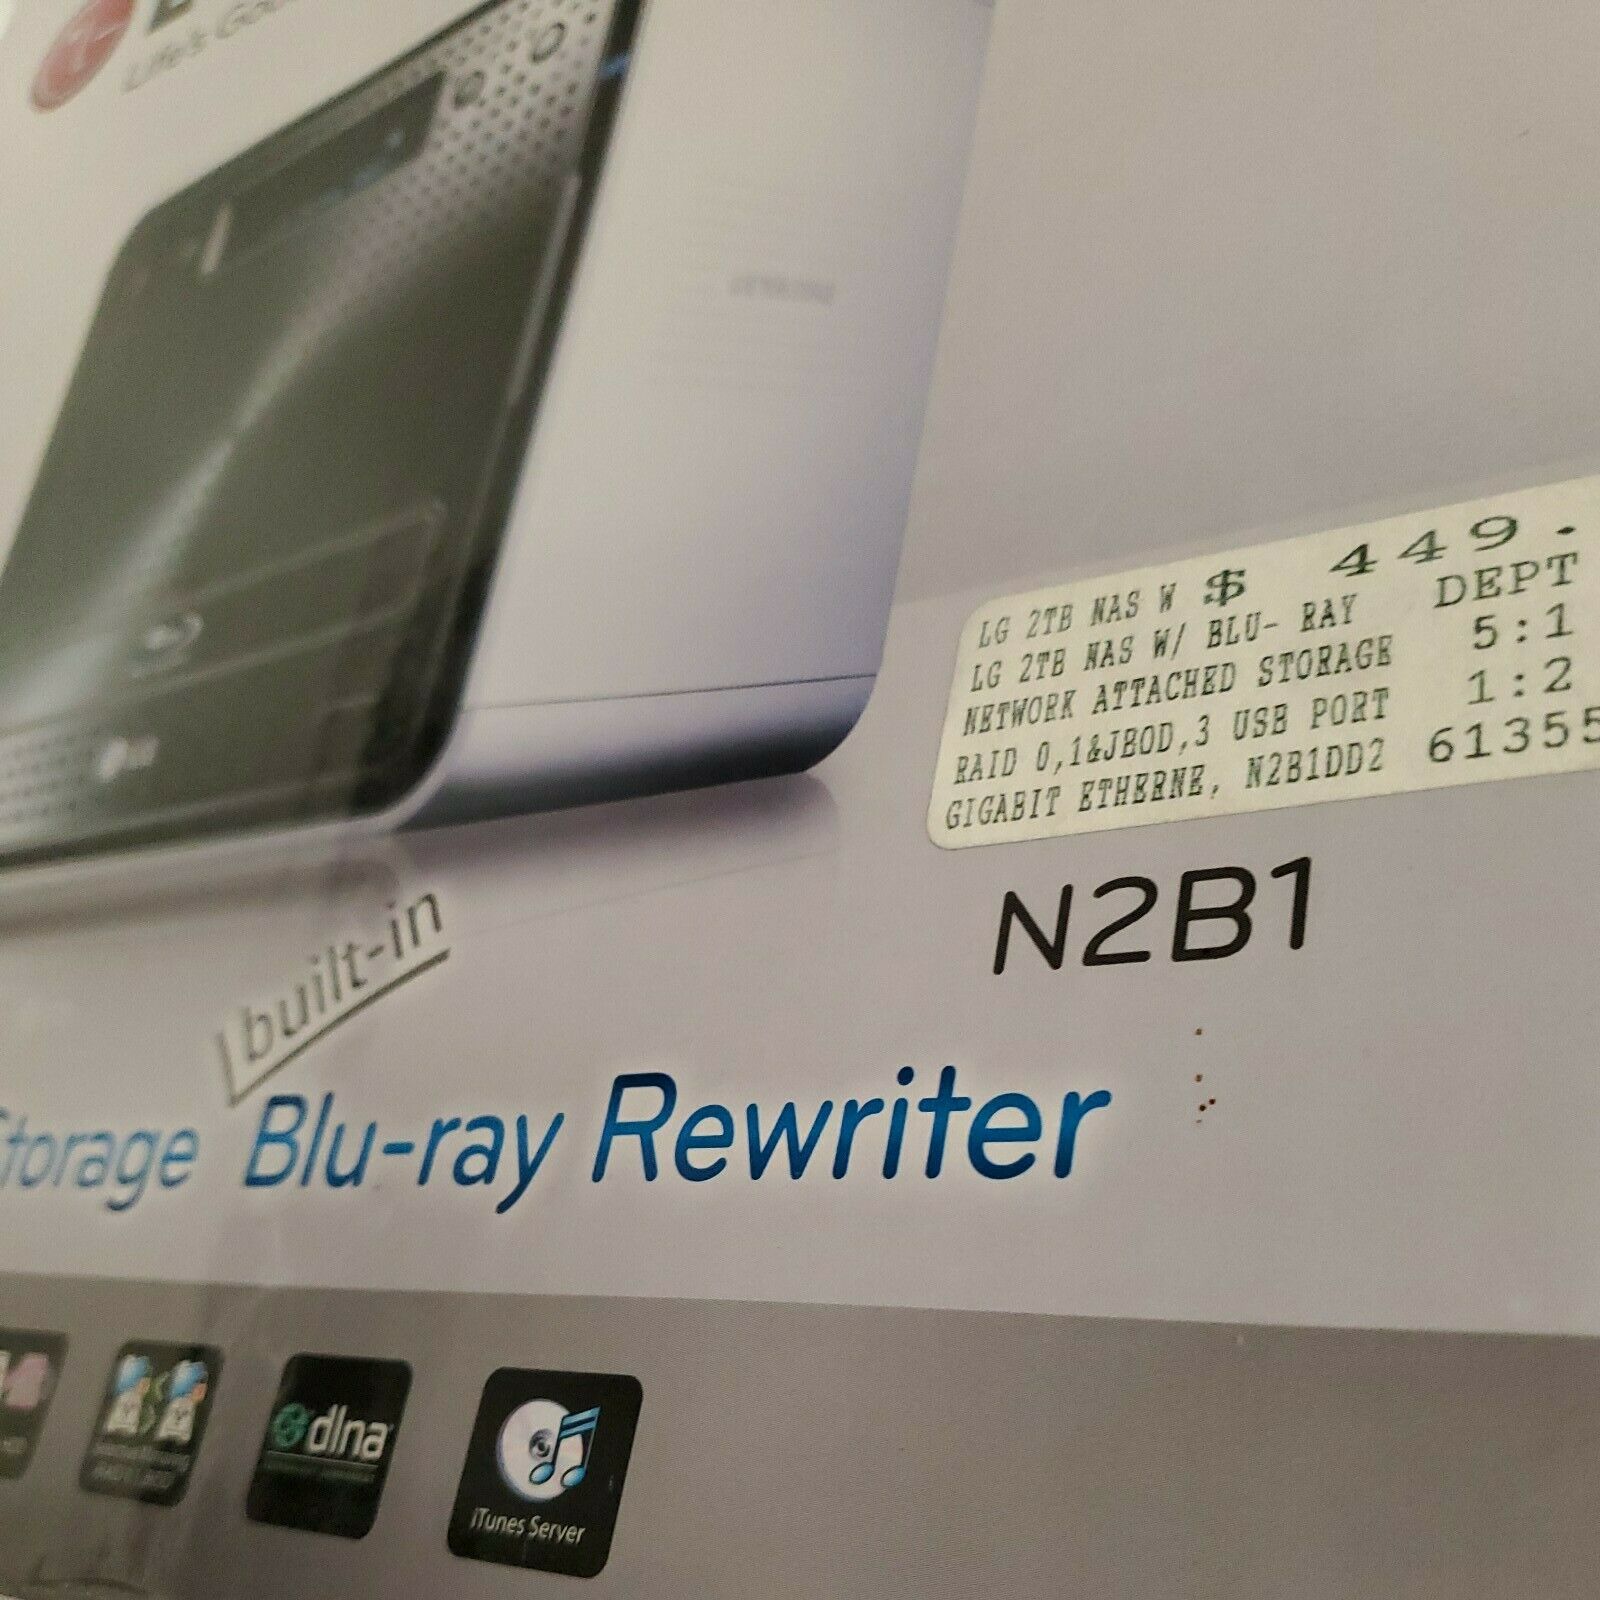 Life's Good
LG 2TB NAS W $ 449.
LG 2TB NAS W/ BLU- RAY DEPT
NETWORK ATTACHED STORAGE 5:1
RAID 0,1&JBOD,3 USB PORT 1:2
GIGABIT ETHERNE, N2B1DD2 61355
N2B1
built-in
Storage Blu-ray Rewriter
dlna
iTunes Server